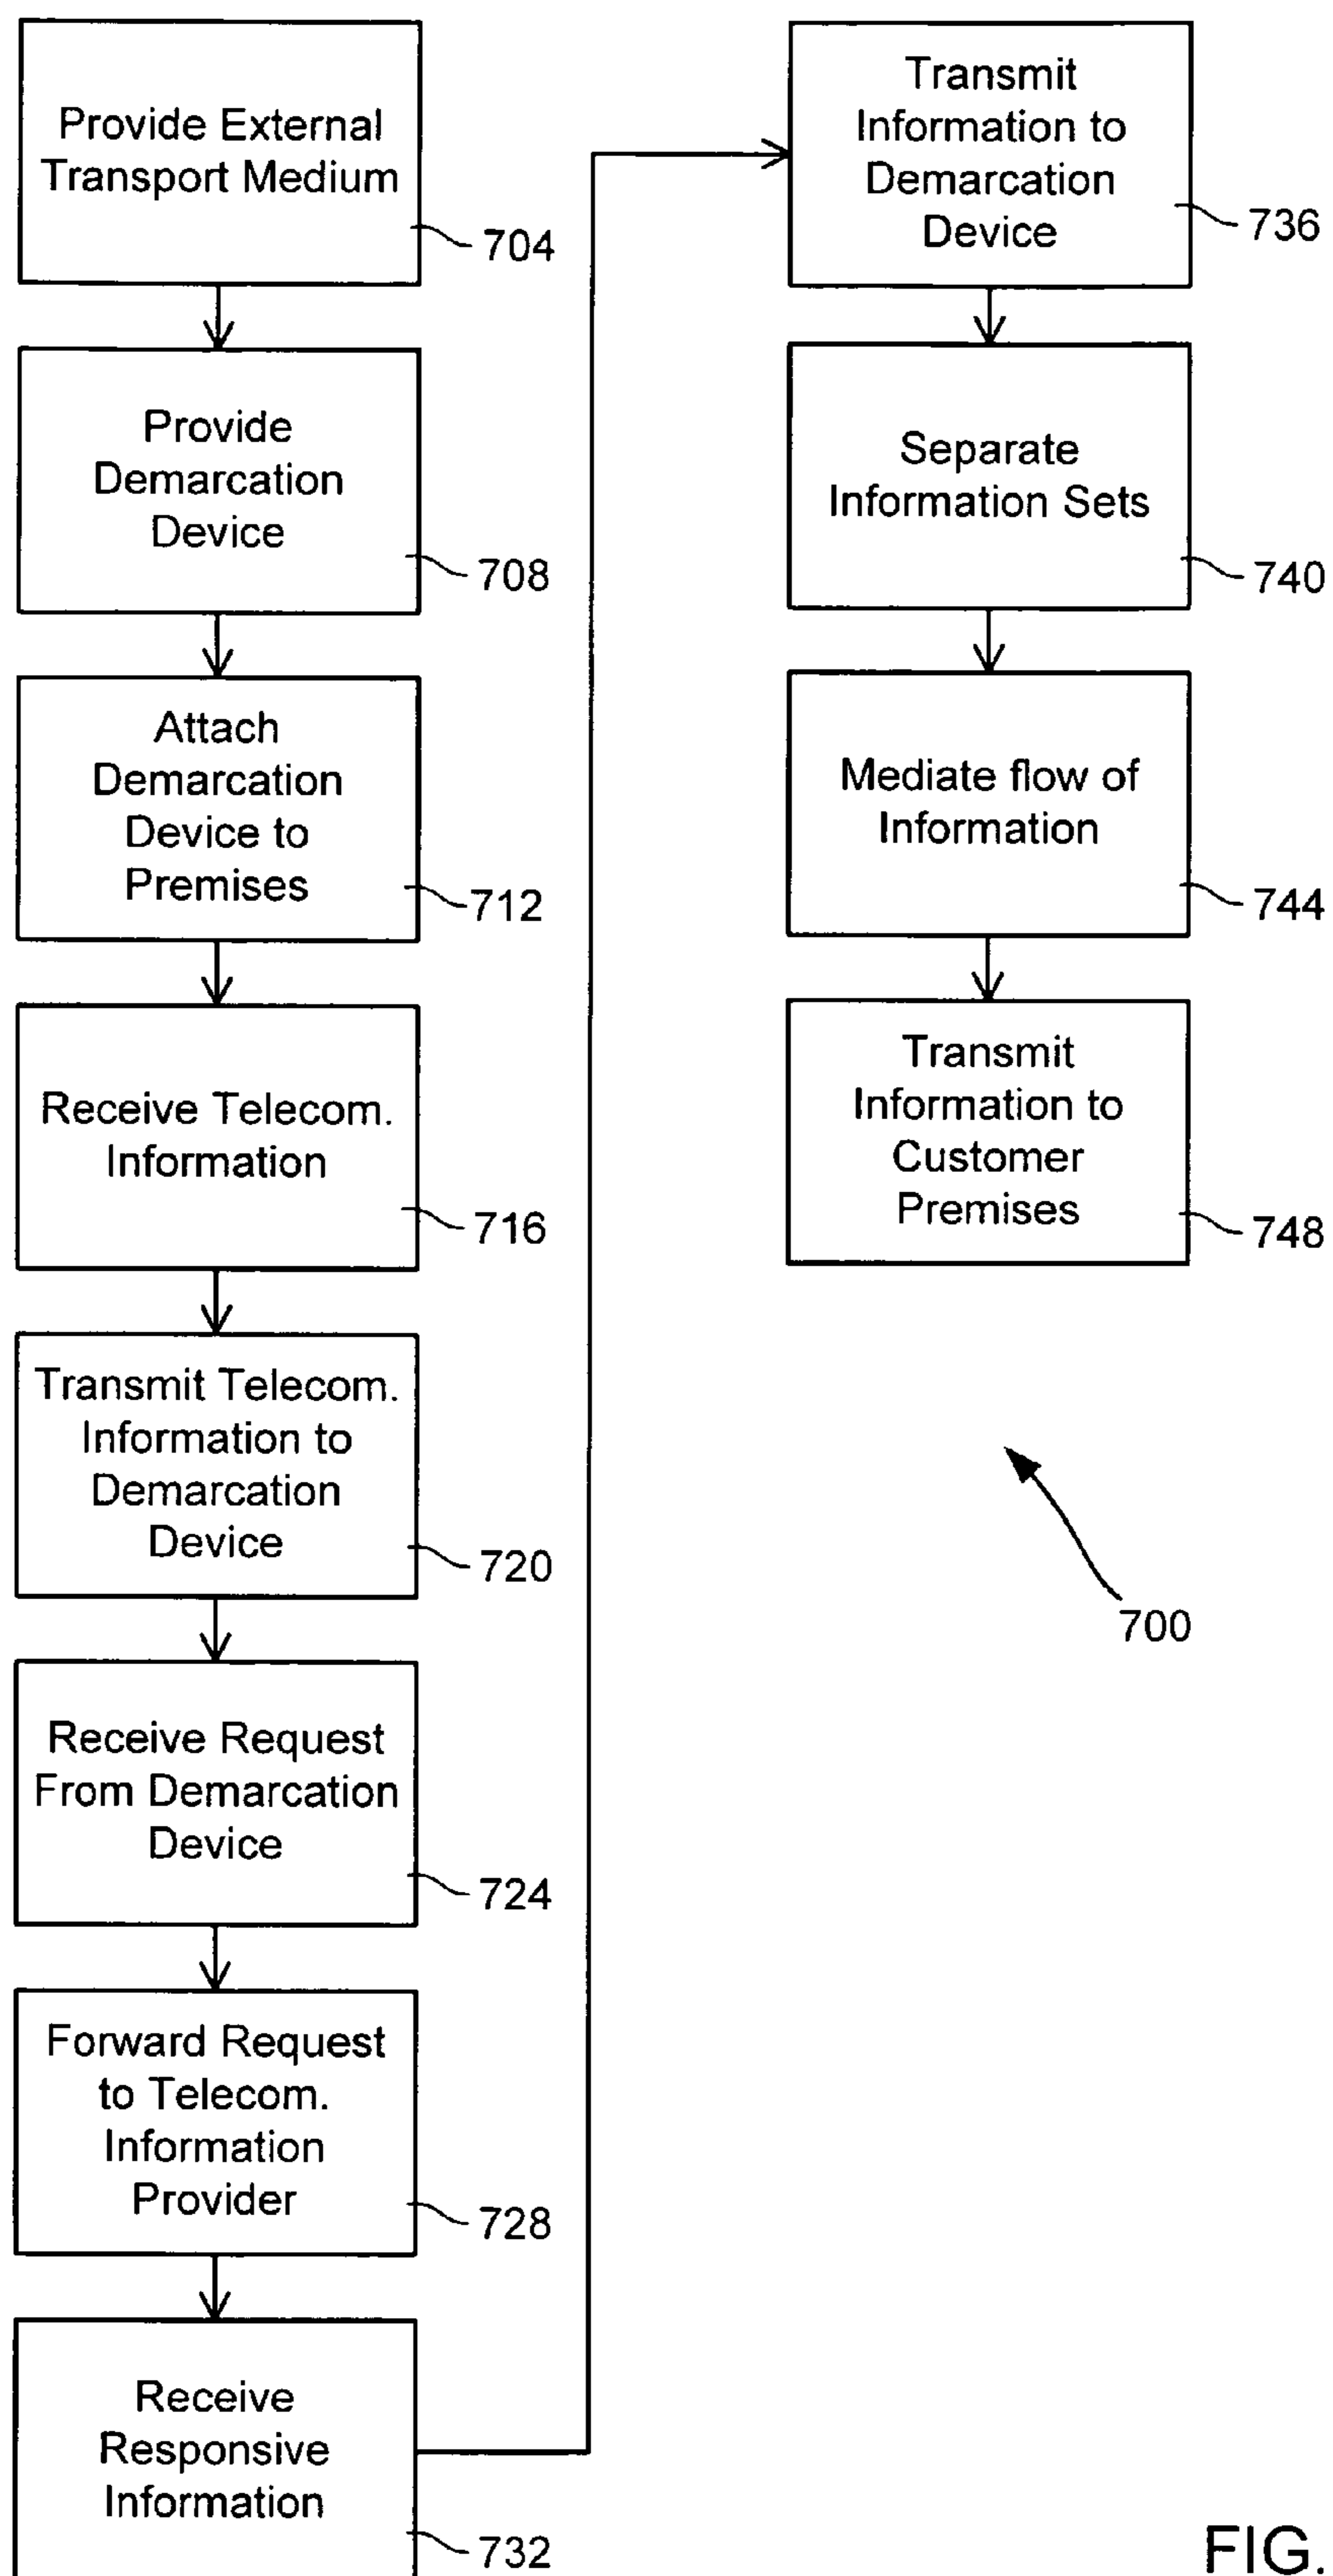 Provide External
Transport Medium
704
Provide
Demarcation
Device
708
Attach
Demarcation
Device to
Premises
712
Receive Telecom.
Information
716
Transmit Telecom.
Information to
Demarcation
Device
720
Receive Request
From Demarcation
Device
724
Forward Request
to Telecom.
Information
Provider
728
Receive
Responsive
Information
732
Transmit
Information to
Demarcation
Device
736
Separate
Information Sets
740
Mediate flow of
Information
744
Transmit
Information to
Customer
Premises
748
700
FIG.